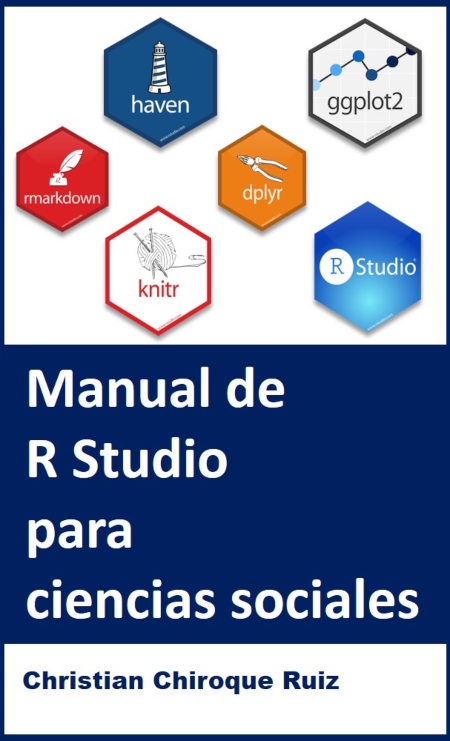 haven
ggplot2
rmarkdown
dplyr
knitr
R Studio
Manual de
R Studio
para
ciencias sociales
Christian Chiroque Ruiz